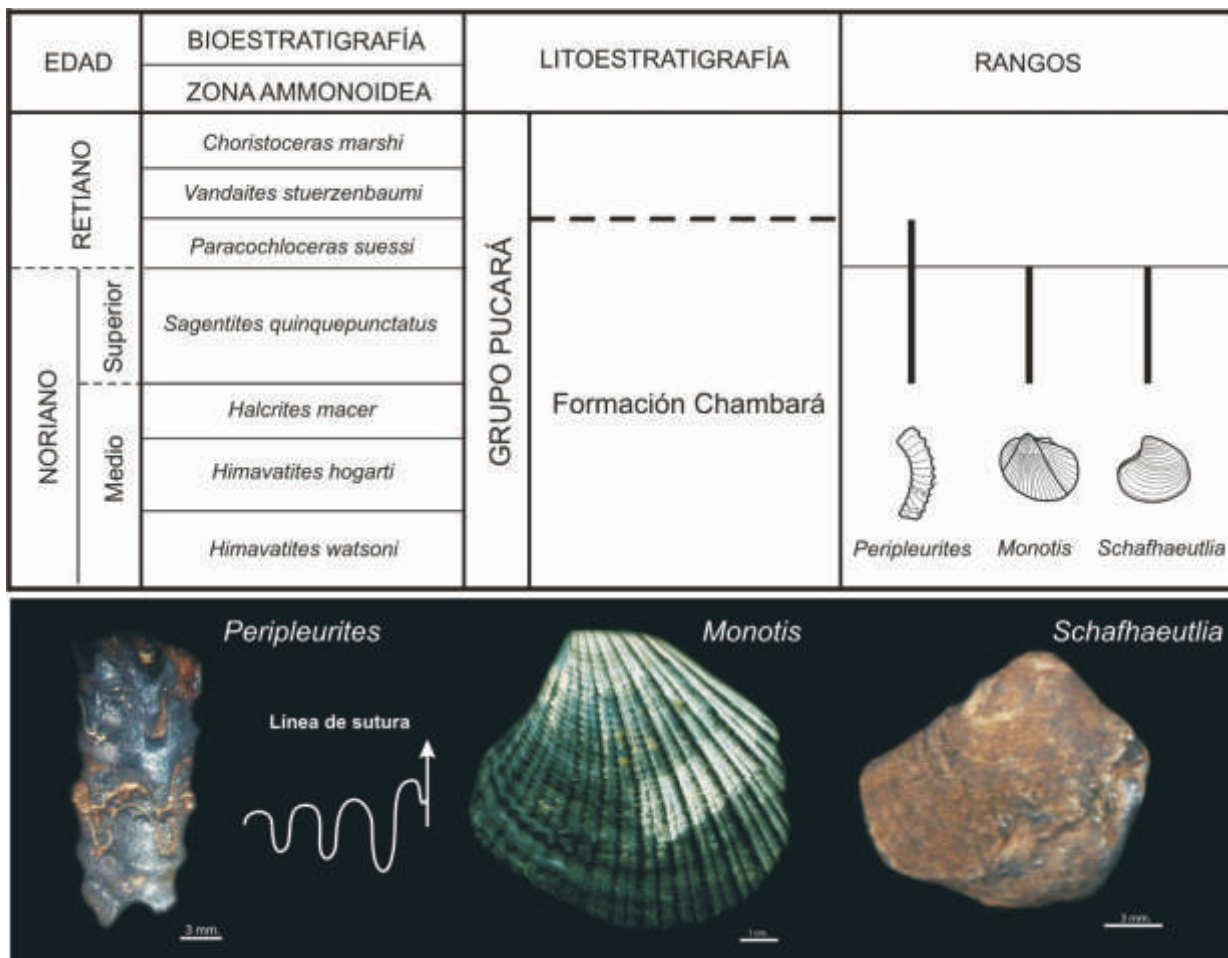 EDAD
BIOESTRATIGRAFÍA
ZONA AMMONOIDEA
LITOESTRATIGRAFÍA
RANGOS
RETIANO
Choristoceras marshi
Vandaites stuerzenbaumi
Paracochloceras suessi
NORIANO
Superior
Sagentites quinquepunctatus
Medio
Halcrites macer
Himavatites hogarti
Himavatites watsoni
GRUPO PUCARÁ
Formación Chambará
Peripleurites
Monotis
Schafhaeutlia
Peripleurites
Monotis
Schafhaeutlia
Linea de sutura
3 mm.
1 cm.
3 mm.